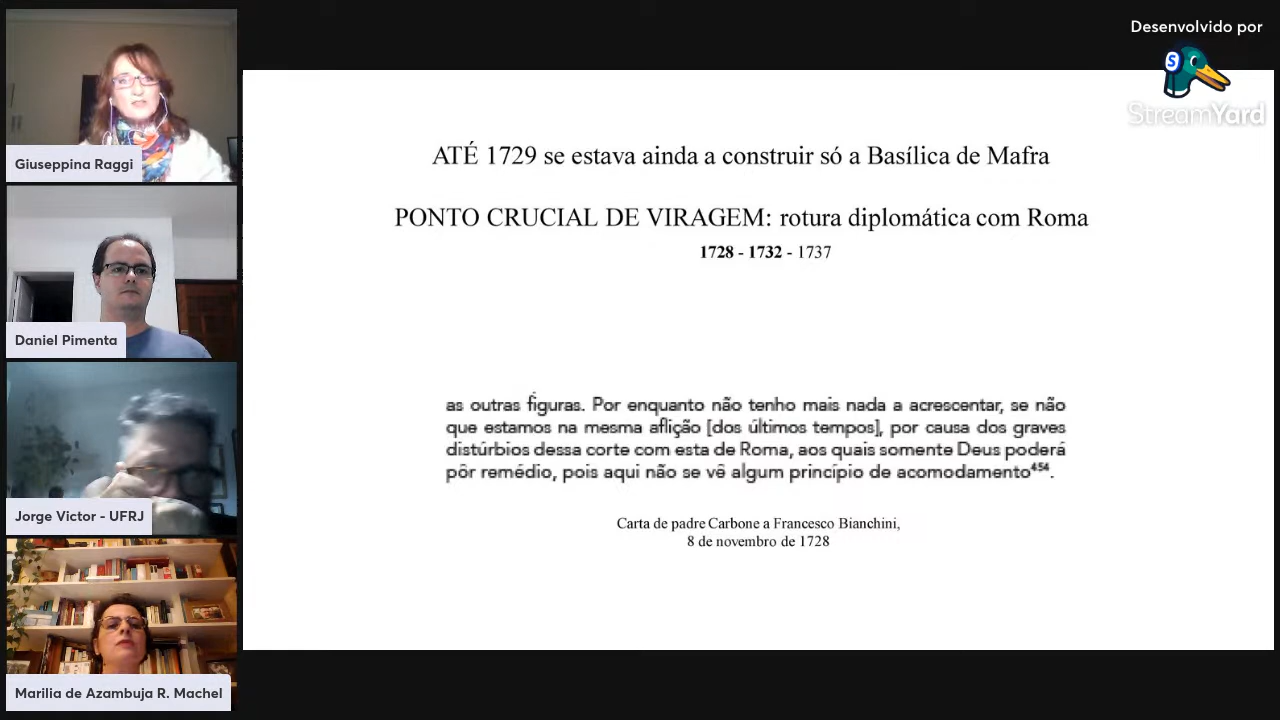 Desenvolvido por
StreamYard
Giuseppina Raggi
Daniel Pimenta
Jorge Victor - UFRJ
Marilia de Azambuja R. Machel
ATÉ 1729 se estava ainda a construir só a Basílica de Mafra
PONTO CRUCIAL DE VIRAGEM: rotura diplomática com Roma
1728 - 1732 - 1737
as outras figuras. Por enquanto não tenho mais nada a acrescentar, se não
que estamos na mesma aflição [dos últimos tempos], por causa dos graves
distúrbios dessa corte com esta de Roma, aos quais somente Deus poderá
pôr remédio, pois aqui não se vê algum princípio de acomodamento⁴⁵⁴.
Carta de padre Carbone a Francesco Bianchini,
8 de novembro de 1728